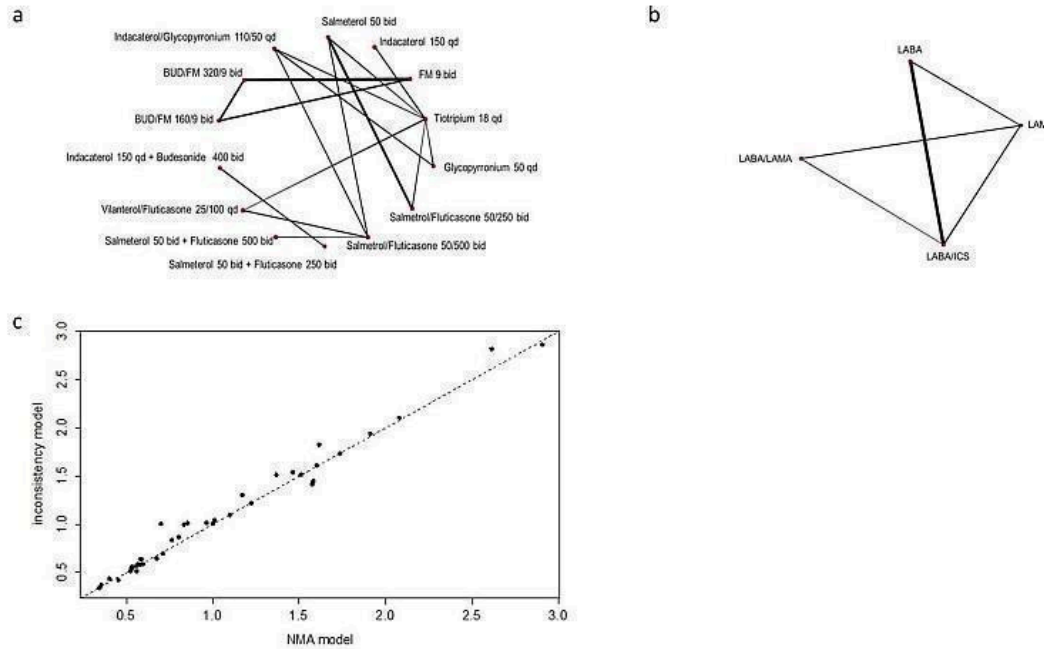 a
Salmeterol 50 bid
Indacaterol/Glycopyrronium 110/50 qd
Indacaterol 150 qd
BUD/FM 320/9 bid
FM 9 bid
BUD/FM 160/9 bid
Tiotripium 18 qd
Indacaterol 150 qd + Budesonide 400 bid
Glycopyrronium 50 qd
Vilanterol/Fluticasone 25/100 qd
Salmetrol/Fluticasone 50/250 bid
Salmeterol 50 bid + Fluticasone 500 bid
Salmetrol/Fluticasone 50/500 bid
Salmeterol 50 bid + Fluticasone 250 bid
b
LABA
LAM
LABA/LAMA
LABA/ICS
c
3.0
2.5
2.0
1.5
1.0
0.5
inconsistency model
0.5 1.0 1.5 2.0 2.5 3.0
NMA model